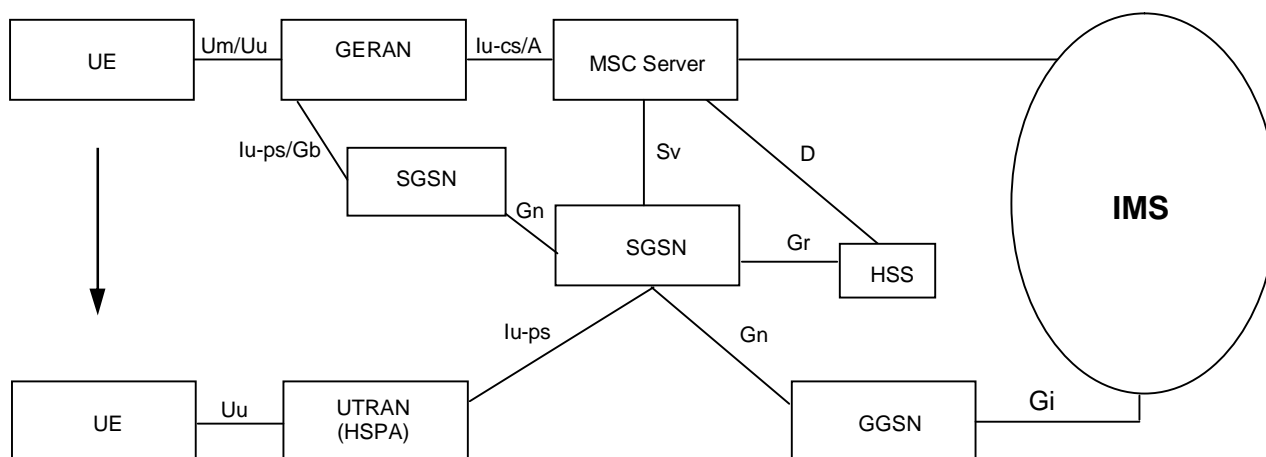 UE
Um/Uu
GERAN
Iu-cs/A
MSC Server
Iu-ps/Gb
SGSN
Gn
Sv
D
IMS
SGSN
Gr
HSS
Iu-ps
Gn
UE
Uu
UTRAN
(HSPA)
GGSN
Gi